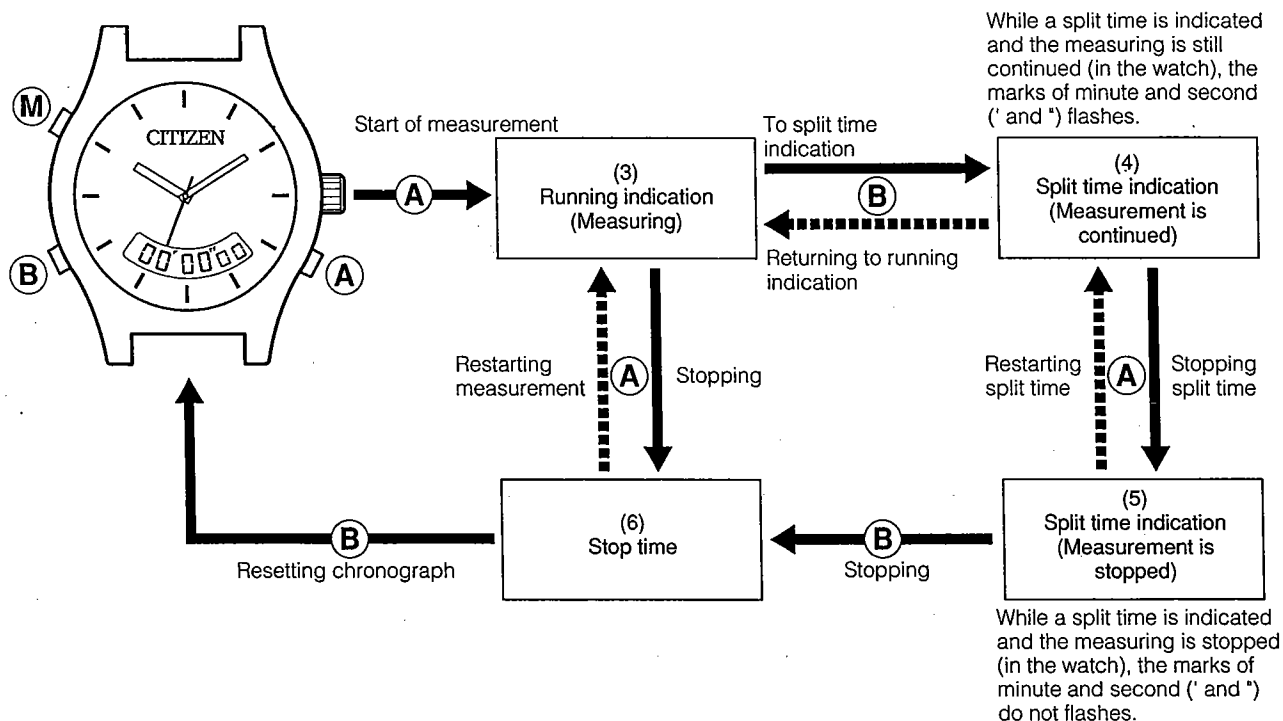 While a split time is indicated
and the measuring is still
continued (in the watch), the
marks of minute and second
(' and ") flashes.
M
CITIZEN
00'00"00
B
A
Start of measurement
A
(3)
Running indication
(Measuring)
To split time
indication
B
Returning to running
indication
(4)
Split time indication
(Measurement is
continued)
Restarting
measurement
A
Stopping
Restarting
split time
A
Stopping
split time
B
Resetting chronograph
(6)
Stop time
B
Stopping
(5)
Split time indication
(Measurement is
stopped)
While a split time is indicated
and the measuring is stopped
(in the watch), the marks of
minute and second (' and ")
do not flashes.